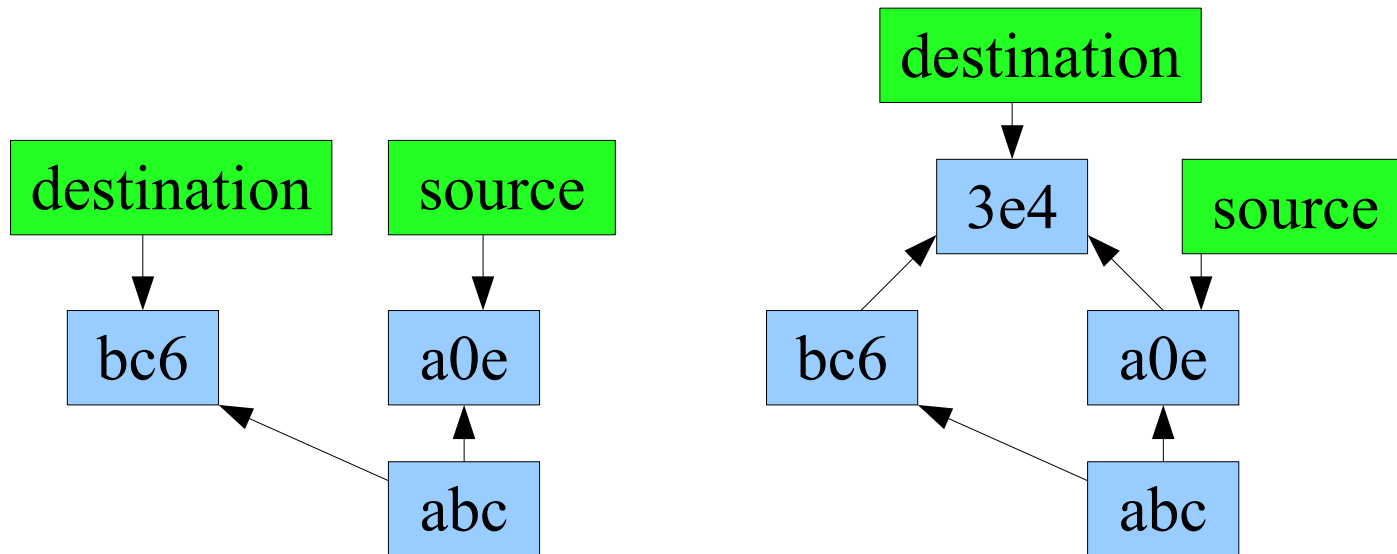 destination
source
bc6
a0e
abc
destination
3e4
source
bc6
a0e
abc